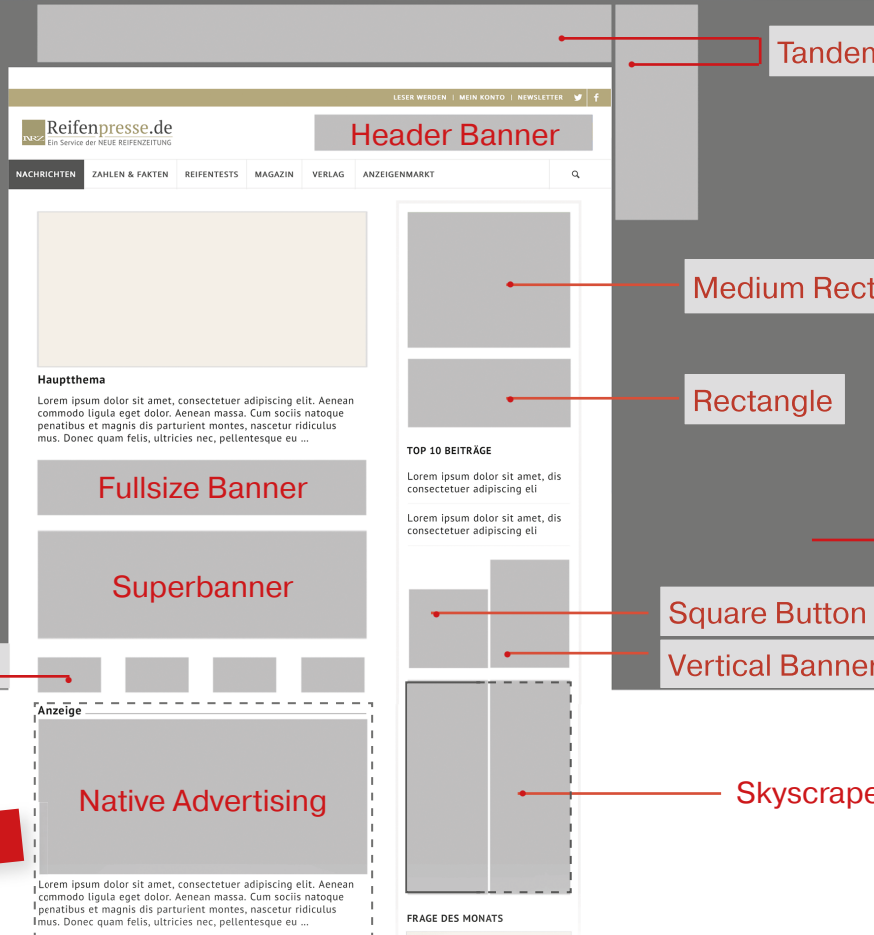 Tandem
LESER WERDEN | MEIN KONTO | NEWSLETTER
NRZ
Reifenpresse.de
Ein Service der NEUE REIFENZEITUNG
Header Banner
NACHRICHTEN ZAHLEN & FAKTEN REIFENTESTS MAGAZIN VERLAG ANZEIGENMARKT
Medium Rect
Rectangle
Hauptthema
Lorem ipsum dolor sit amet, consectetuer adipiscing elit. Aenean
commodo ligula eget dolor. Aenean massa. Cum sociis natoque
penatibus et magnis dis parturient montes, nascetur ridiculus
mus. Donec quam felis, ultricies nec, pellentesque eu ...
Fullsize Banner
Superbanner
TOP 10 BEITRÄGE
Lorem ipsum dolor sit amet, dis
consectetuer adipiscing eli
Lorem ipsum dolor sit amet, dis
consectetuer adipiscing eli
Square Button
Vertical Banner
Anzeige
Native Advertising
Skyscrape
Lorem ipsum dolor sit amet, consectetuer adipiscing elit. Aenean
commodo ligula eget dolor. Aenean massa. Cum sociis natoque
penatibus et magnis dis parturient montes, nascetur ridiculus
mus. Donec quam felis, ultricies nec, pellentesque eu ...
FRAGE DES MONATS